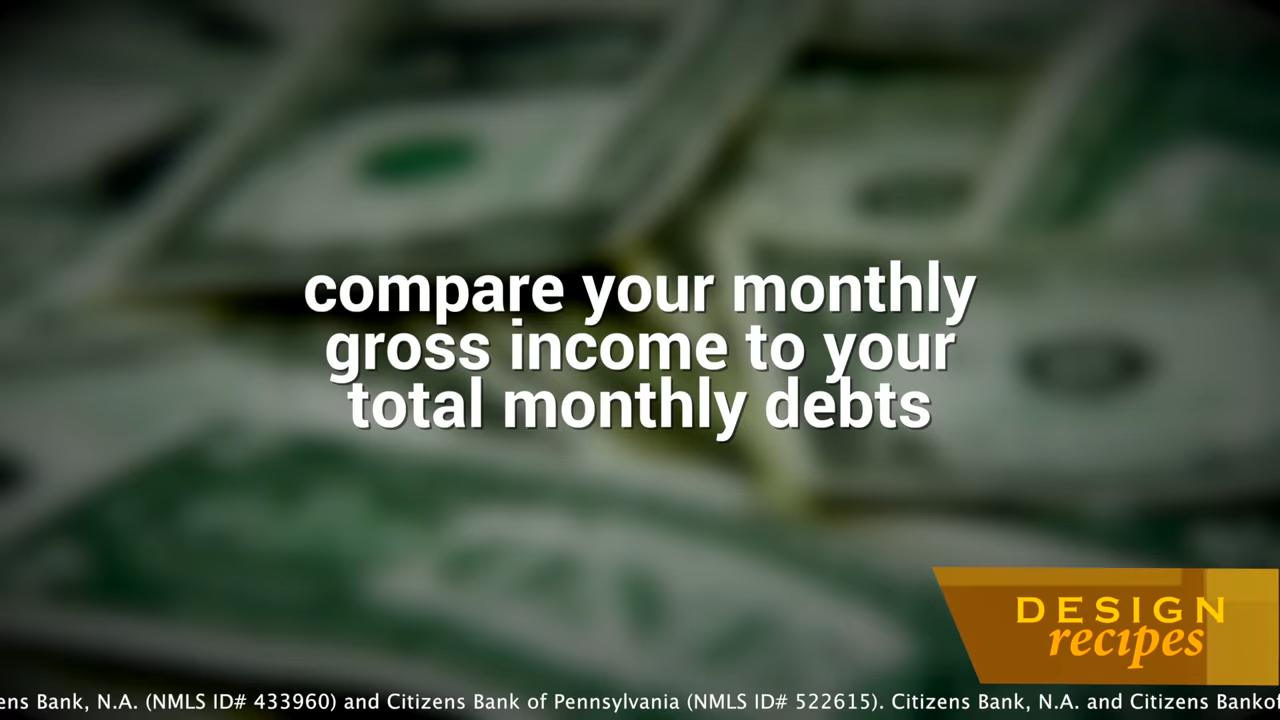 compare your monthly
gross income to your
total monthly debts
DESIGN
recipes
ens Bank, N.A. (NMLS ID# 433960) and Citizens Bank of Pennsylvania (NMLS ID# 522615). Citizens Bank, N.A. and Citizens Bankof